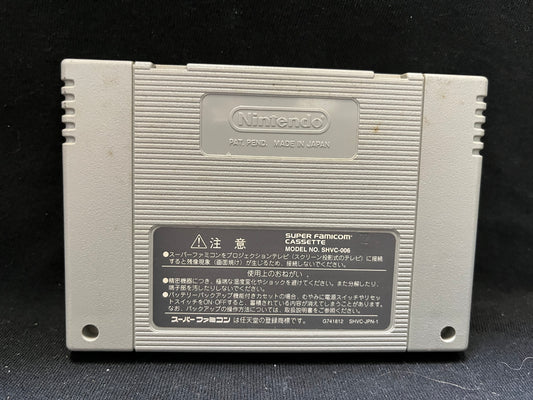 Nintendo
PAT. PEND. MADE IN JAPAN
注意
SUPER FAMICOM
CASSETTE
MODEL NO. SHVC-006
●スーパーファミコンをプロジェクションテレビ（スクリーン投影式のテレビ）に接続
すると残像現象（画面焼け）が生じるため、接続しないでください。
使用上のおねがい。
●精密機器につき、極端な温度変化やショックを避けてください。また分解したり、
端子部を汚したりしないでください。
●バッテリーバックアップ機能付きカセットの場合、むやみに電源スイッチやリセ
ットスイッチをON・OFFすると、蓄積されている内容が消えてしまうことがあります。
なお、バックアップの操作方法については、取扱説明書をご参照ください。
スーパーファミコン は任天堂の登録商標です。 G741812 SHVC-JPN-1